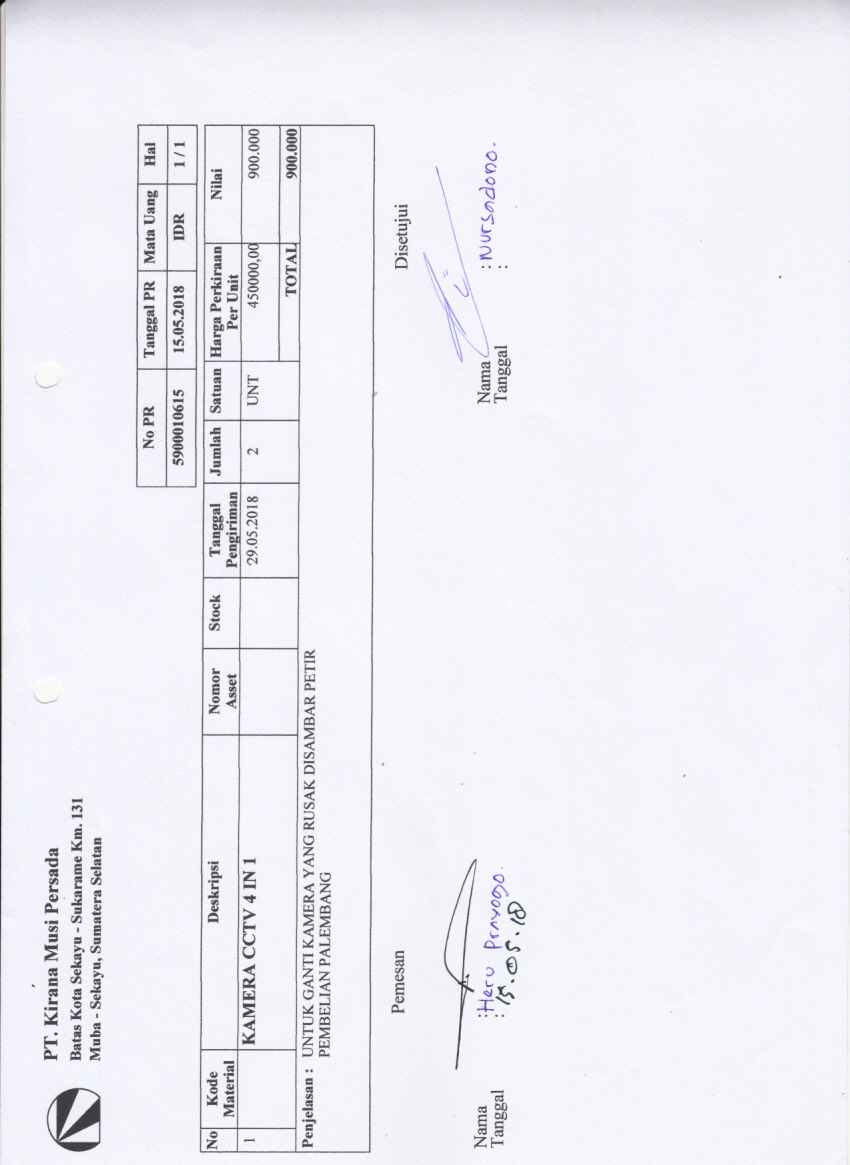 PT. Kirana Musi Persada
Batas Kota Sekayu - Sukarame Km. 131
Muba - Sekayu, Sumatera Selatan
No PR Tanggal PR Mata Uang Hal
5900010615 15.05.2018 IDR 1 / 1
No Kode Material Deskripsi Nomor Asset Stock Tanggal Pengiriman Jumlah Satuan Harga Perkiraan Per Unit Nilai
1 KAMERA CCTV 4 IN 1 29.05.2018 2 UNT 450000,00 900.000
TOTAL 900.000
Penjelasan : UNTUK GANTI KAMERA YANG RUSAK DISAMBAR PETIR
PEMBELIAN PALEMBANG
Pemesan
Disetujui
Nama : Heru Prayogo.
Tanggal : 15.05.18
Nama : Nursadono.
Tanggal :